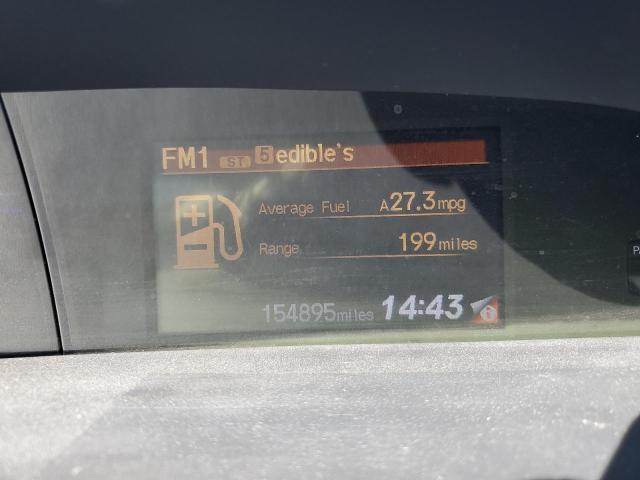 FM1 ST 5 edible's
Average Fuel A27.3mpg
Range 199miles
154895miles 14:43 i